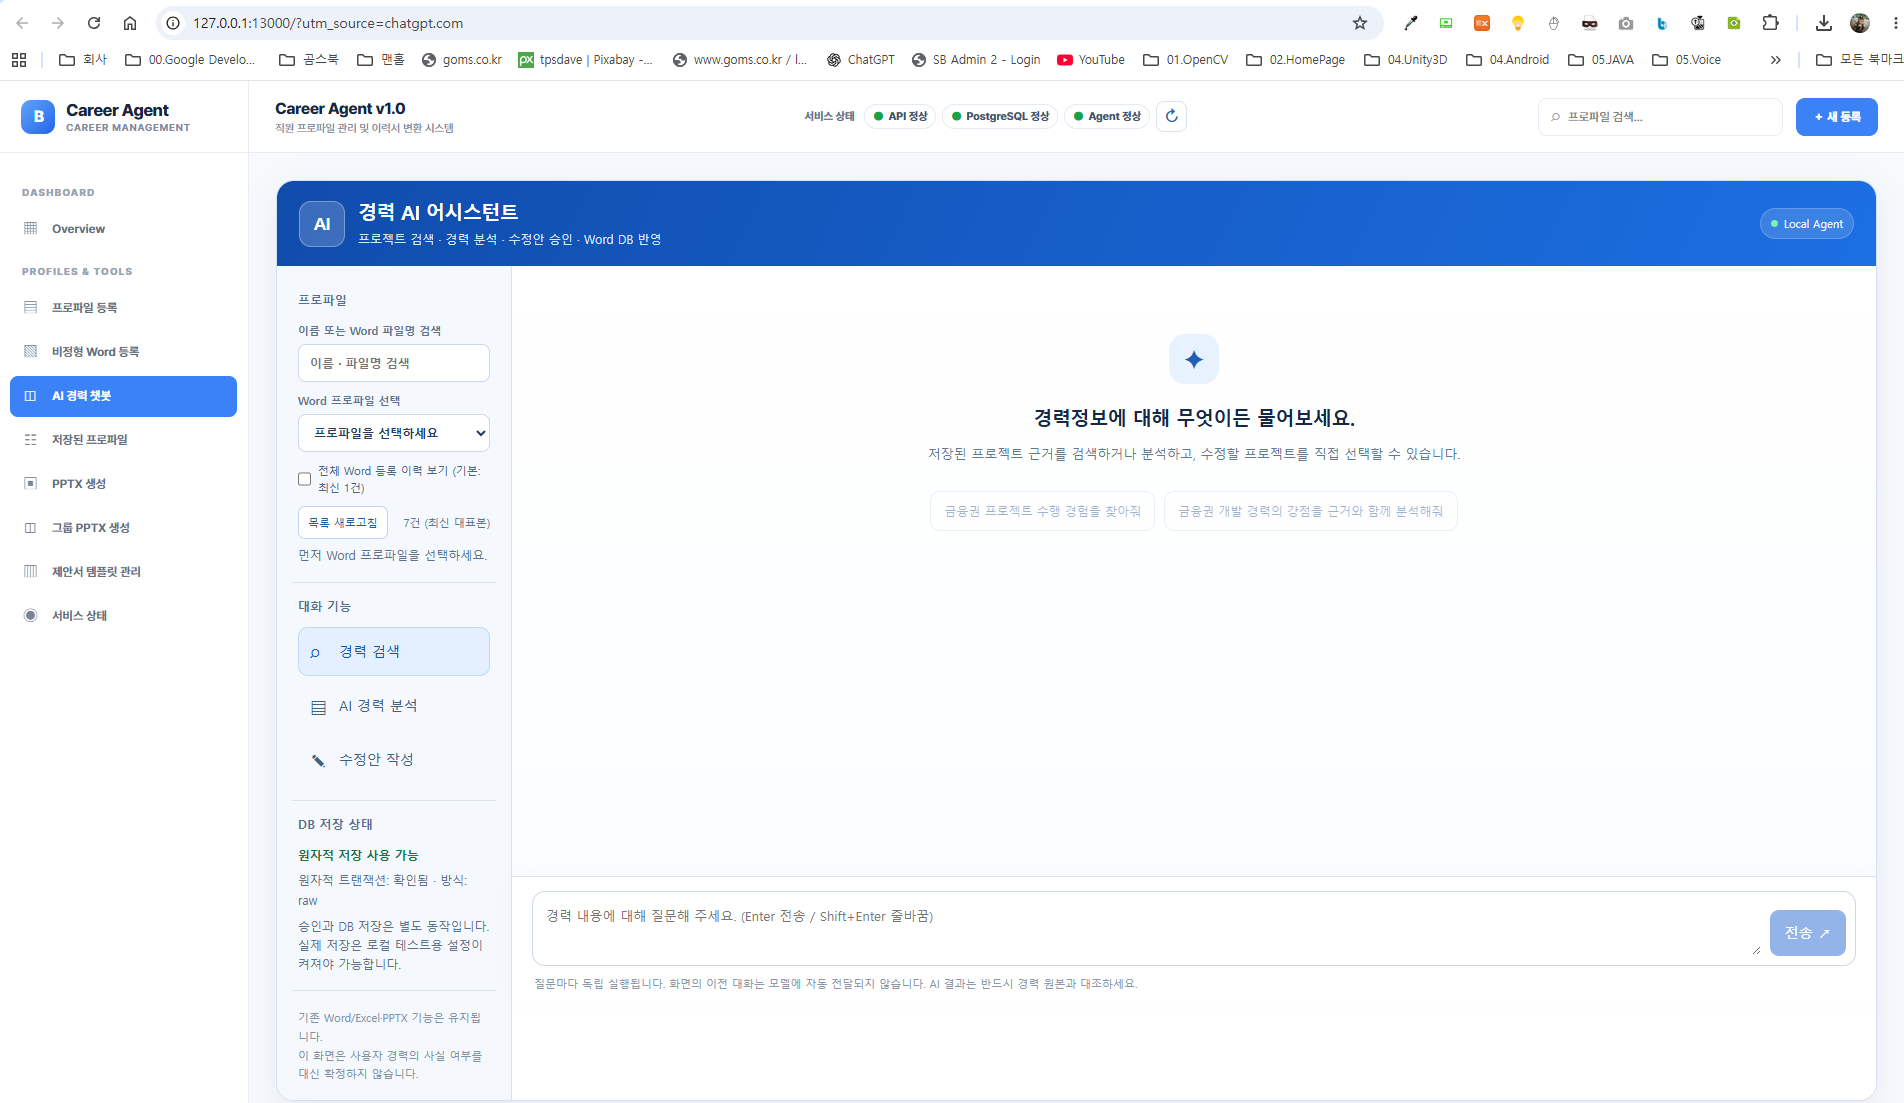 127.0.0.1:13000/?utm_source=chatgpt.com
회사
00.Google Develo...
곰스북
맨홀
goms.co.kr
tpsdave | Pixabay -...
www.goms.co.kr / l...
ChatGPT
SB Admin 2 - Login
YouTube
01.OpenCV
02.HomePage
04.Unity3D
04.Android
05.JAVA
05.Voice
»
모든 북마크
B
Career Agent
CAREER MANAGEMENT
Career Agent v1.0
직원 프로파일 관리 및 이력서 변환 시스템
서비스 상태
API 정상
PostgreSQL 정상
Agent 정상
프로파일 검색...
+ 새 등록
DASHBOARD
Overview
PROFILES & TOOLS
프로파일 등록
비정형 Word 등록
AI 경력 챗봇
저장된 프로파일
PPTX 생성
그룹 PPTX 생성
제안서 템플릿 관리
서비스 상태
AI
경력 AI 어시스턴트
프로젝트 검색 · 경력 분석 · 수정안 승인 · Word DB 반영
Local Agent
프로파일
이름 또는 Word 파일명 검색
이름 · 파일명 검색
Word 프로파일 선택
프로파일을 선택하세요
전체 Word 등록 이력 보기 (기본:
최신 1건)
목록 새로고침
7건 (최신 대표본)
먼저 Word 프로파일을 선택하세요.
대화 기능
경력 검색
AI 경력 분석
수정안 작성
DB 저장 상태
원자적 저장 사용 가능
원자적 트랜잭션: 확인됨 · 방식:
raw
승인과 DB 저장은 별도 동작입니다.
실제 저장은 로컬 테스트용 설정이
켜져야 가능합니다.
기존 Word/Excel·PPTX 기능은 유지됩
니다.
이 화면은 사용자 경력의 사실 여부를
대신 확정하지 않습니다.
경력정보에 대해 무엇이든 물어보세요.
저장된 프로젝트 근거를 검색하거나 분석하고, 수정할 프로젝트를 직접 선택할 수 있습니다.
금융권 프로젝트 수행 경험을 찾아줘
금융권 개발 경력의 강점을 근거와 함께 분석해줘
경력 내용에 대해 질문해 주세요. (Enter 전송 / Shift+Enter 줄바꿈)
전송 ↗
질문마다 독립 실행됩니다. 화면의 이전 대화는 모델에 자동 전달되지 않습니다. AI 결과는 반드시 경력 원본과 대조하세요.